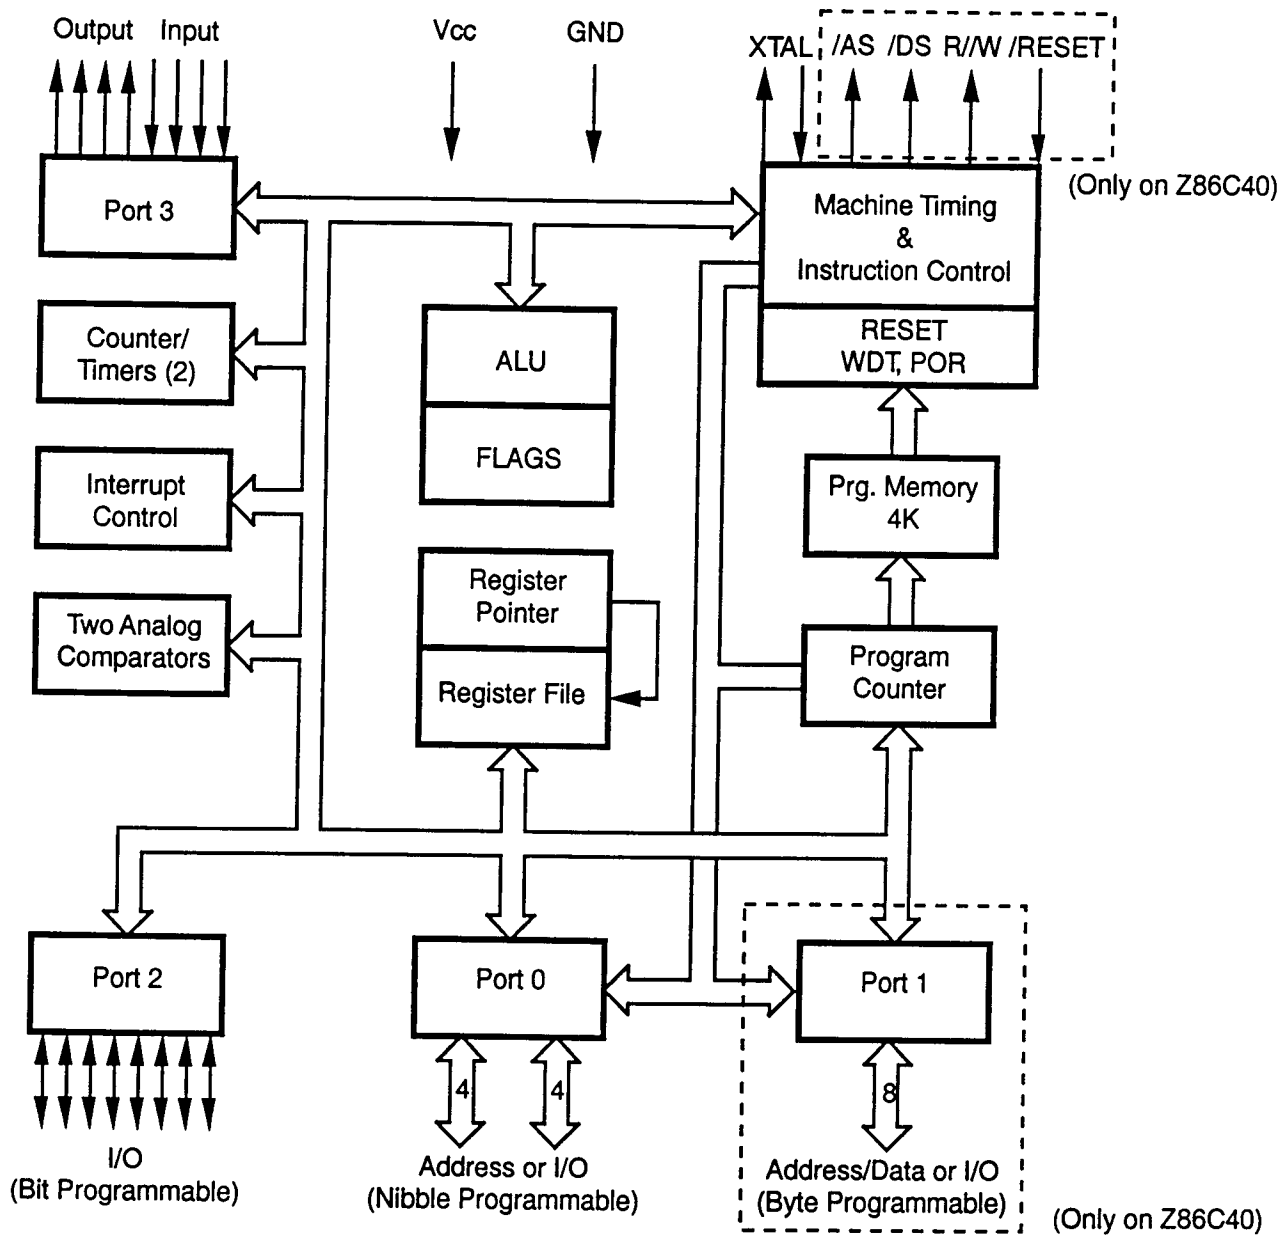 Output Input
Vcc
GND
XTAL /AS /DS R//W /RESET
(Only on Z86C40)
Port 3
Machine Timing
&
Instruction Control
RESET
WDT, POR
Counter/
Timers (2)
ALU
FLAGS
Interrupt
Control
Prg. Memory
4K
Register
Pointer
Register File
Two Analog
Comparators
Program
Counter
Port 2
Port 0
Port 1
4
4
8
I/O
(Bit Programmable)
Address or I/O
(Nibble Programmable)
Address/Data or I/O
(Byte Programmable)
(Only on Z86C40)